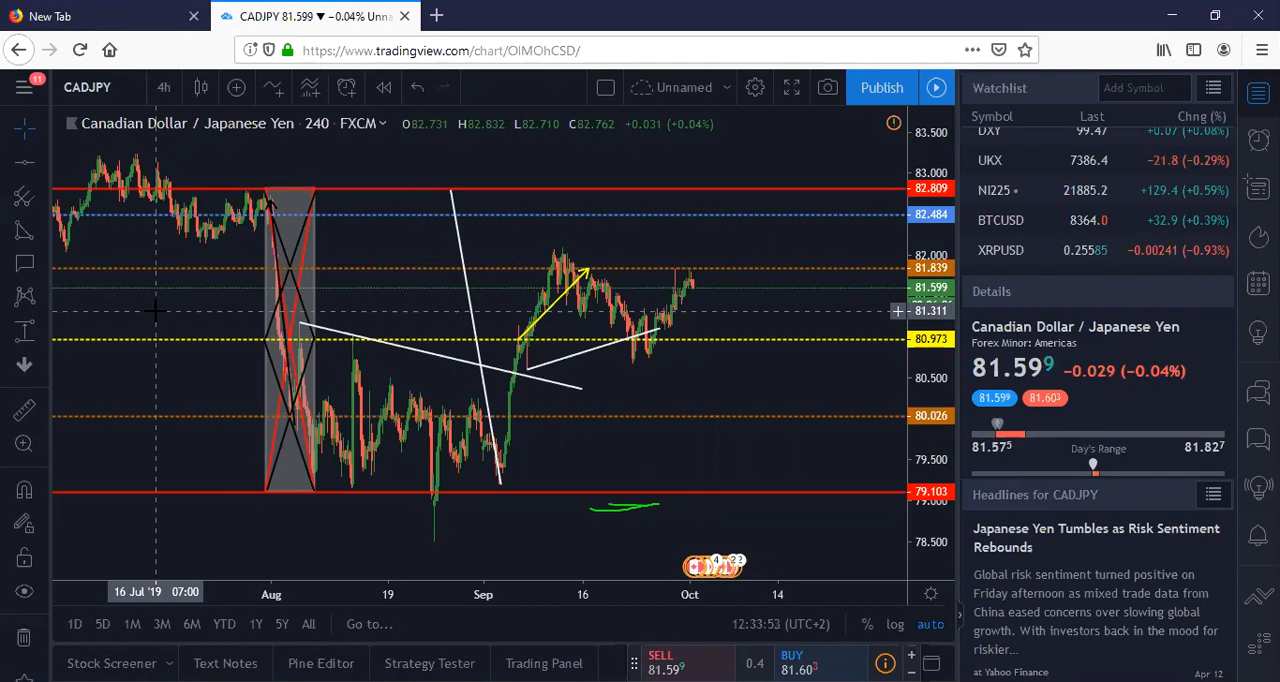 New Tab
CADJPY 81.599 ▼ −0.04% Unna
https://www.tradingview.com/chart/OIMOhCSD/
11
CADJPY
4h
Unnamed
Publish
Canadian Dollar / Japanese Yen · 240 · FXCM
O82.731 H82.832 L82.710 C82.762 +0.031 (+0.04%)
83.500
83.000
82.809
82.484
82.000
81.839
81.599
81.311
80.973
80.500
80.026
79.500
79.103
79.000
78.500
4
2
2
16 Jul '19 07:00
Aug
19
Sep
16
Oct
14
1D 5D 1M 3M 6M YTD 1Y 5Y All
Go to...
12:33:53 (UTC+2)
% log auto
Stock Screener
Text Notes
Pine Editor
Strategy Tester
Trading Panel
SELL
81.599
0.4
BUY
81.603
Watchlist
Add Symbol
Symbol Last Chng (%)
DXY 99.47 +0.07 (+0.08%)
UKX 7386.4 −21.8 (−0.29%)
NI225 21885.2 +129.4 (+0.59%)
BTCUSD 8364.0 +32.9 (+0.39%)
XRPUSD 0.25585 −0.00241 (−0.93%)
Details
Canadian Dollar / Japanese Yen
Forex Minor: Americas
81.599 −0.029 (−0.04%)
81.599 81.603
81.575 Day's Range 81.827
Headlines for CADJPY
Japanese Yen Tumbles as Risk Sentiment
Rebounds
Global risk sentiment turned positive on
Friday afternoon as mixed trade data from
China eased concerns over slowing global
growth. With investors back in the mood for
riskier...
at Yahoo Finance Apr 12